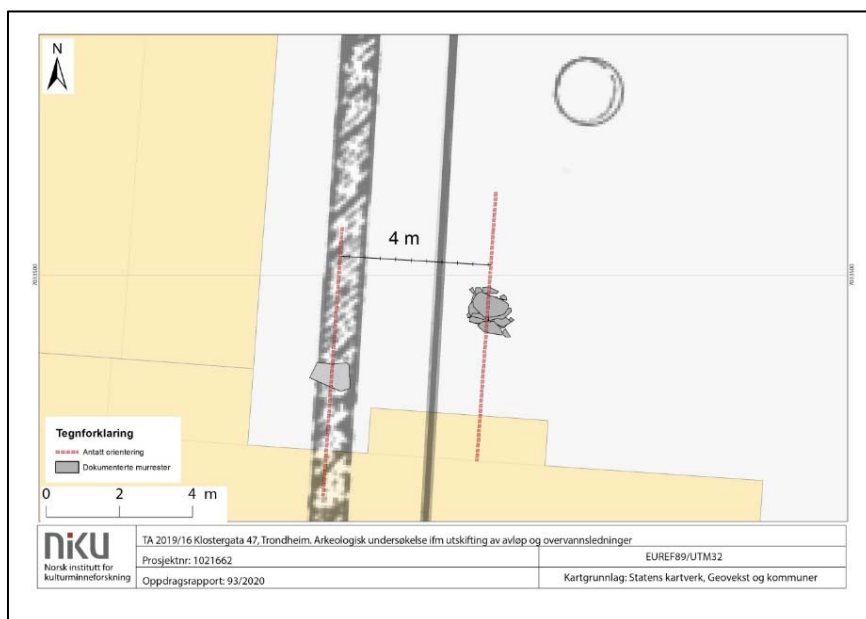 N
4 m
7033500
7033500
Tegnforklaring
Antatt orientering
Dokumenterte murrester
0 2 4 m
niku
Norsk institutt for
kulturminneforskning
TA 2019/16 Klostergata 47, Trondheim. Arkeologisk undersøkelse ifm utskifting av avløp og overvannsledninger
Prosjektnr: 1021662
EUREF89/UTM32
Oppdragsrapport: 93/2020
Kartgrunnlag: Statens kartverk, Geovekst og kommuner